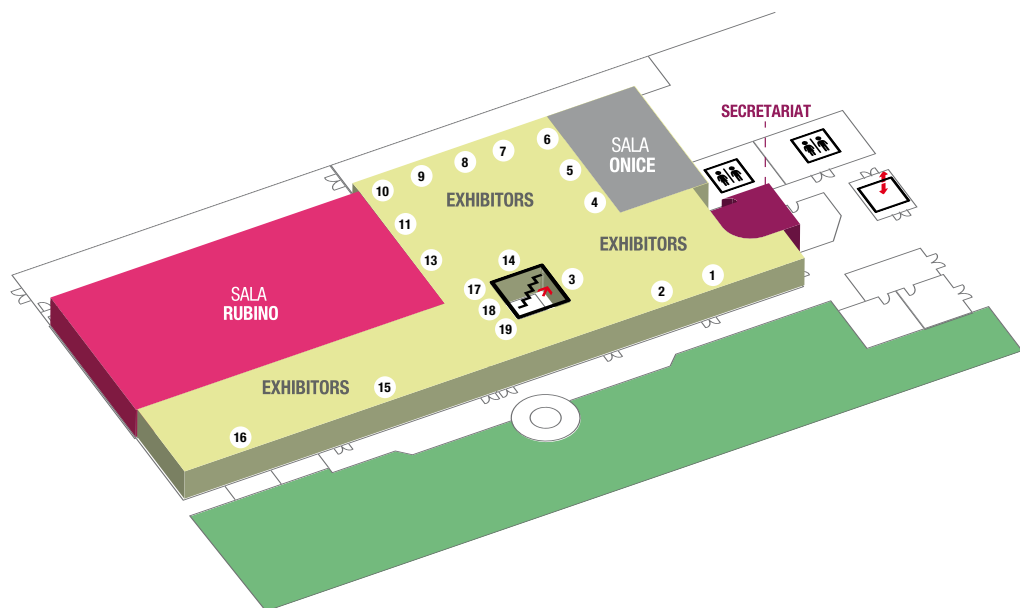 SECRETARIAT
6
7
SALA
ONICE
8
5
9
10
EXHIBITORS
4
11
EXHIBITORS
13
14
3
1
17
2
SALA
RUBINO
18
19
EXHIBITORS
15
16